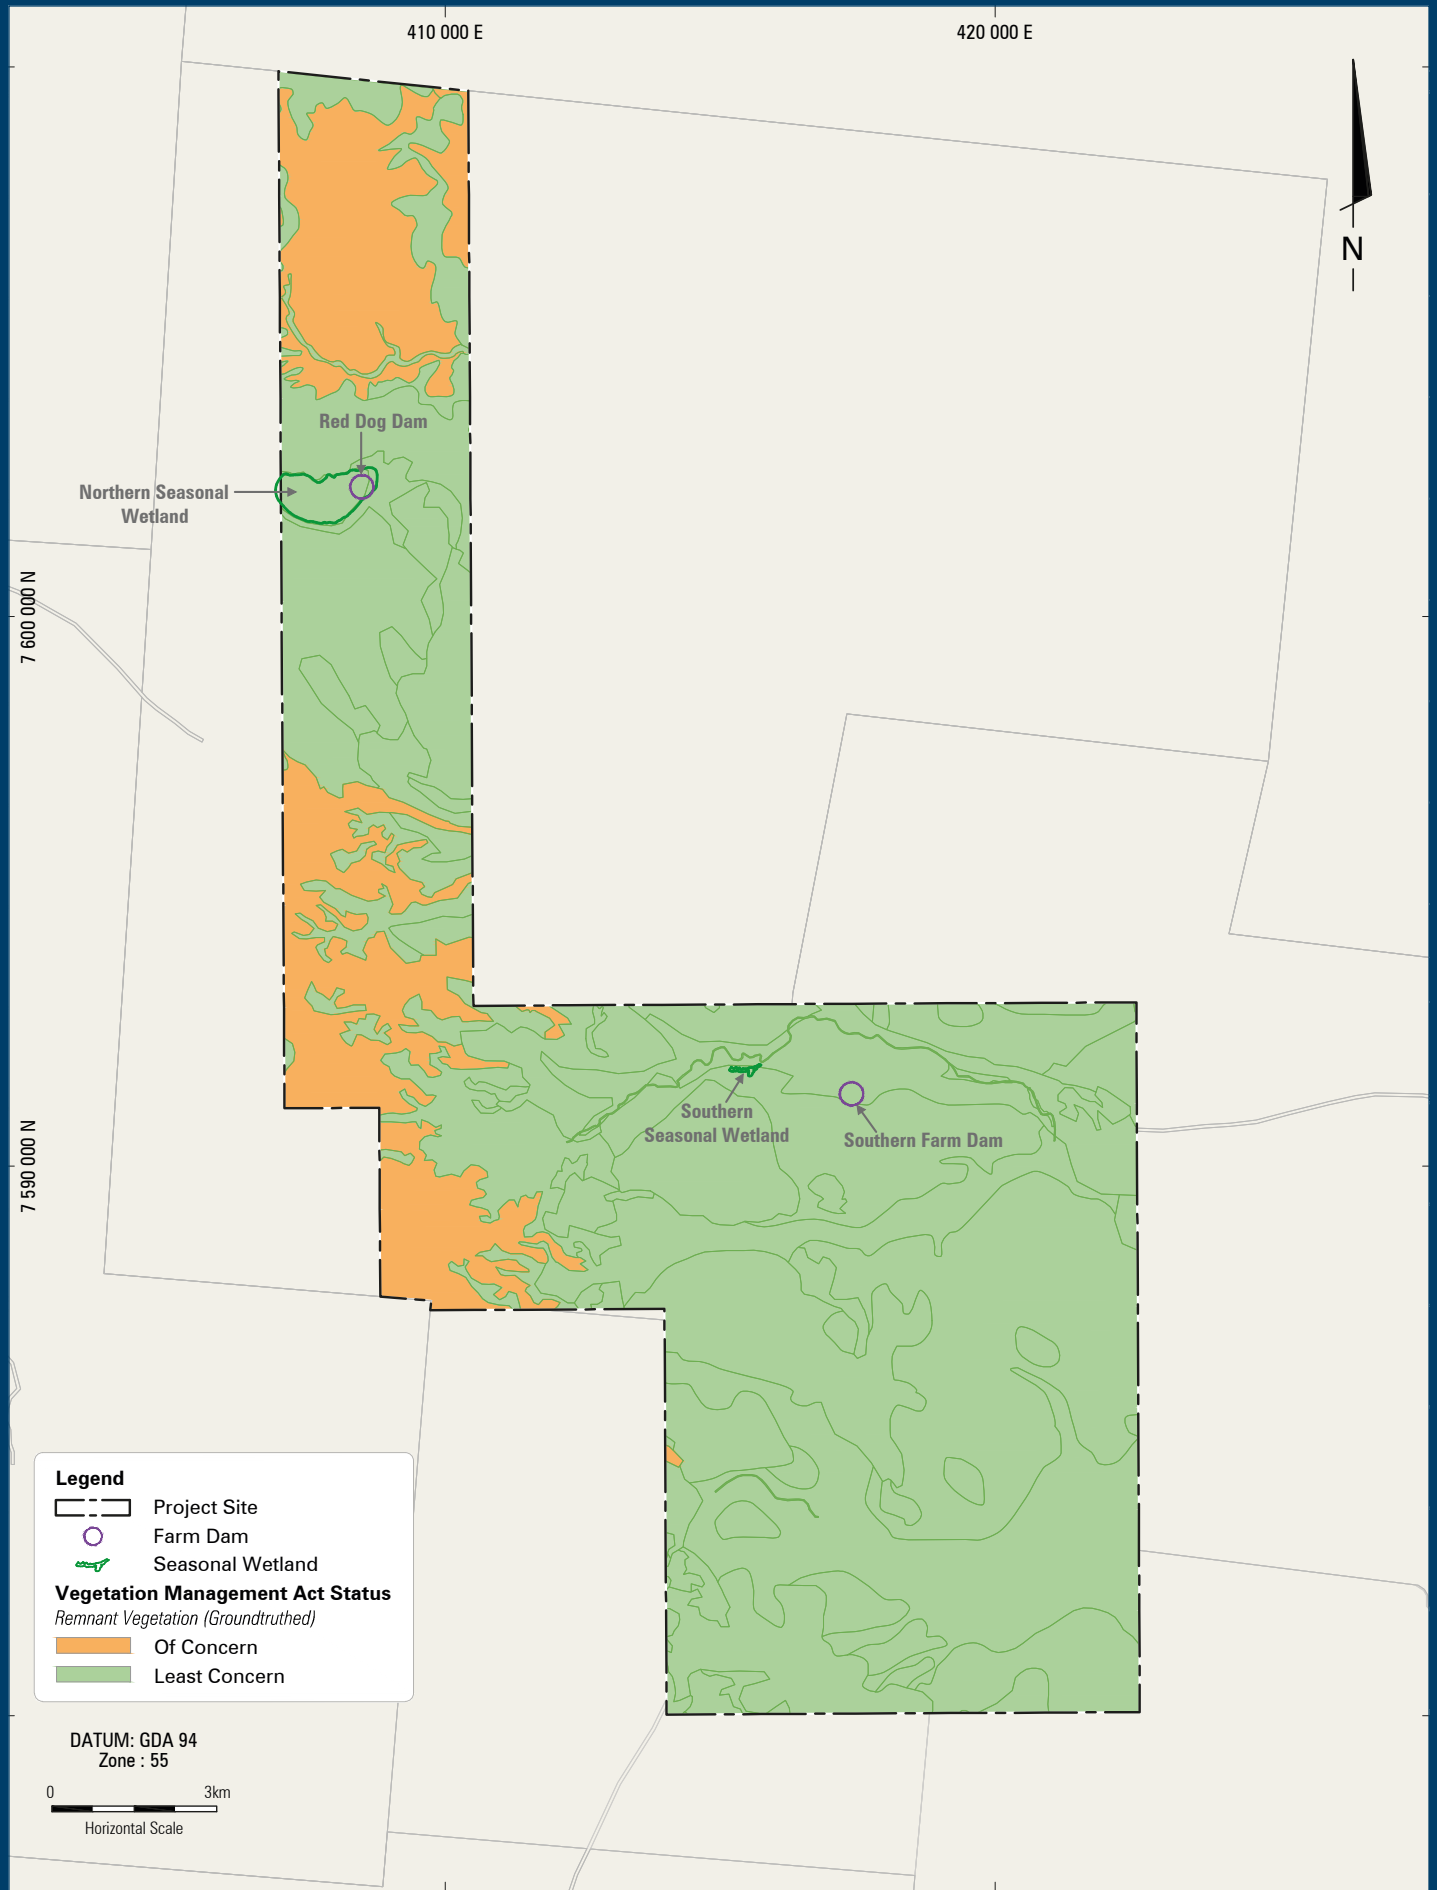 410 000 E
420 000 E
N
Red Dog Dam
Northern Seasonal
Wetland
7 600 000 N
Southern
Seasonal Wetland
Southern Farm Dam
7 590 000 N
Legend
Project Site
Farm Dam
Seasonal Wetland
Vegetation Management Act Status
Remnant Vegetation (Groundtruthed)
Of Concern
Least Concern
DATUM: GDA 94
Zone : 55
0 3km
Horizontal Scale